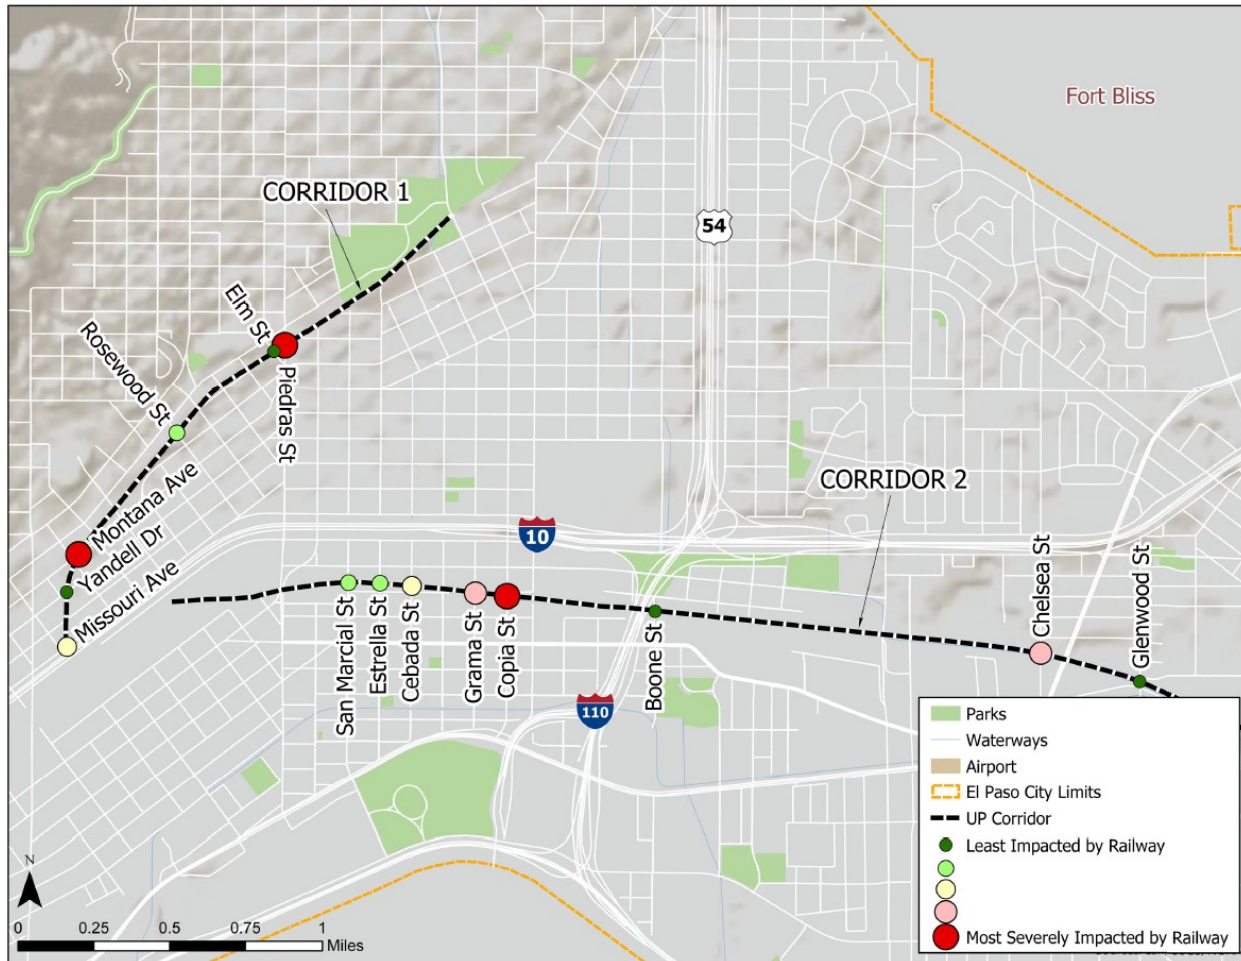 Fort Bliss
CORRIDOR 1
54
Elm St
Rosewood St
Piedras St
Montana Ave
Yandell Dr
Missouri Ave
CORRIDOR 2
10
San Marcial St
Estrella St
Cebada St
Grama St
Copia St
Boone St
Chelsea St
Glenwood St
110
Parks
Waterways
Airport
El Paso City Limits
UP Corridor
Least Impacted by Railway
Most Severely Impacted by Railway
N
0 0.25 0.5 0.75 1
Miles